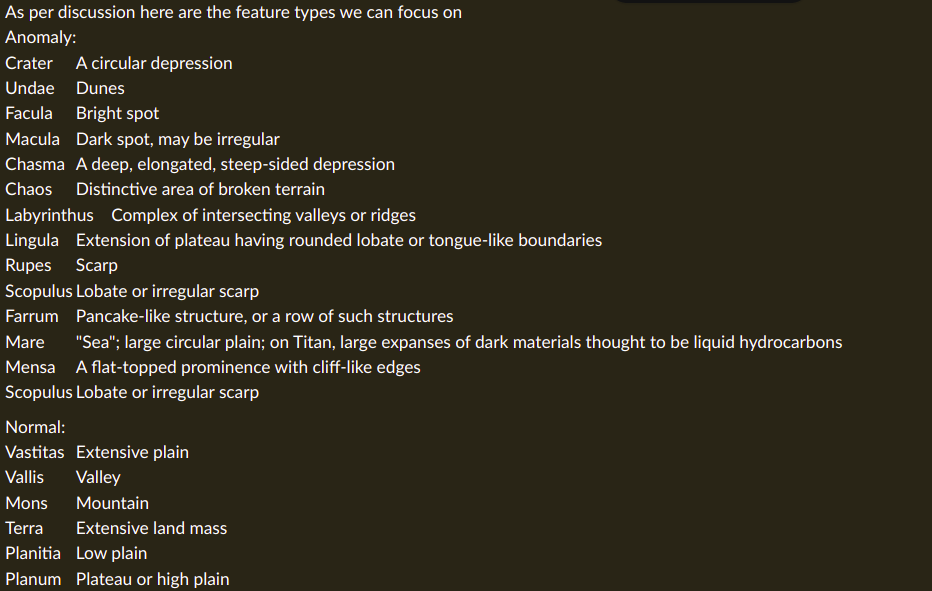 As per discussion here are the feature types we can focus on
Anomaly:
Crater A circular depression
Undae Dunes
Facula Bright spot
Macula Dark spot, may be irregular
Chasma A deep, elongated, steep-sided depression
Chaos Distinctive area of broken terrain
Labyrinthus Complex of intersecting valleys or ridges
Lingula Extension of plateau having rounded lobate or tongue-like boundaries
Rupes Scarp
Scopulus Lobate or irregular scarp
Farrum Pancake-like structure, or a row of such structures
Mare "Sea"; large circular plain; on Titan, large expanses of dark materials thought to be liquid hydrocarbons
Mensa A flat-topped prominence with cliff-like edges
Scopulus Lobate or irregular scarp
Normal:
Vastitas Extensive plain
Vallis Valley
Mons Mountain
Terra Extensive land mass
Planitia Low plain
Planum Plateau or high plain